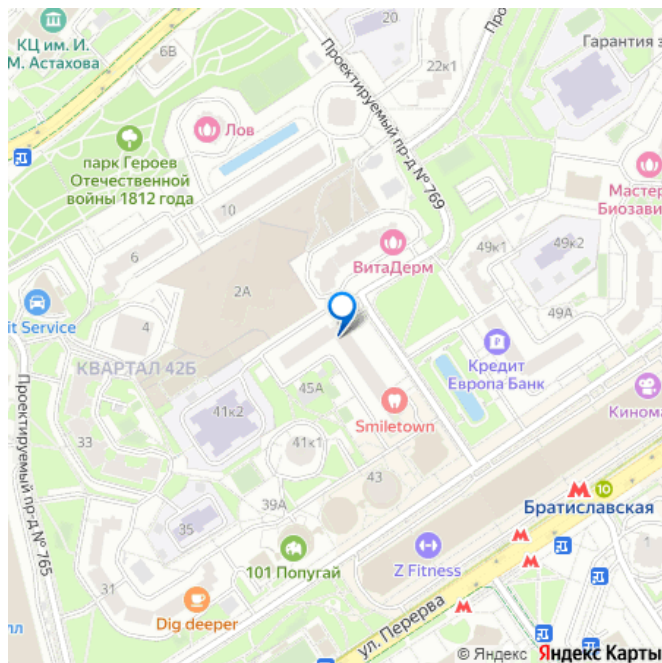 КЦ им. И.
М. Астахова
6В
20
Проектируемый пр-д № 769
22к1
Гарантия з
Лов
парк Героев
Отечественной
войны 1812 года
10
Мастер
Биозави
6
ВитаДерм
49к1
49к2
2А
it Service
4
49А
КВАРТАЛ 42Б
Кредит
Европа Банк
45А
41к2
Smiletown
Кинома
33
41к1
43
Проектируемый пр-д № 765
39А
10
Братиславская
35
101 Попугай
Z Fitness
1
31
Dig deeper
ул. Перерва
лл
© Яндекс Яндекс Карты